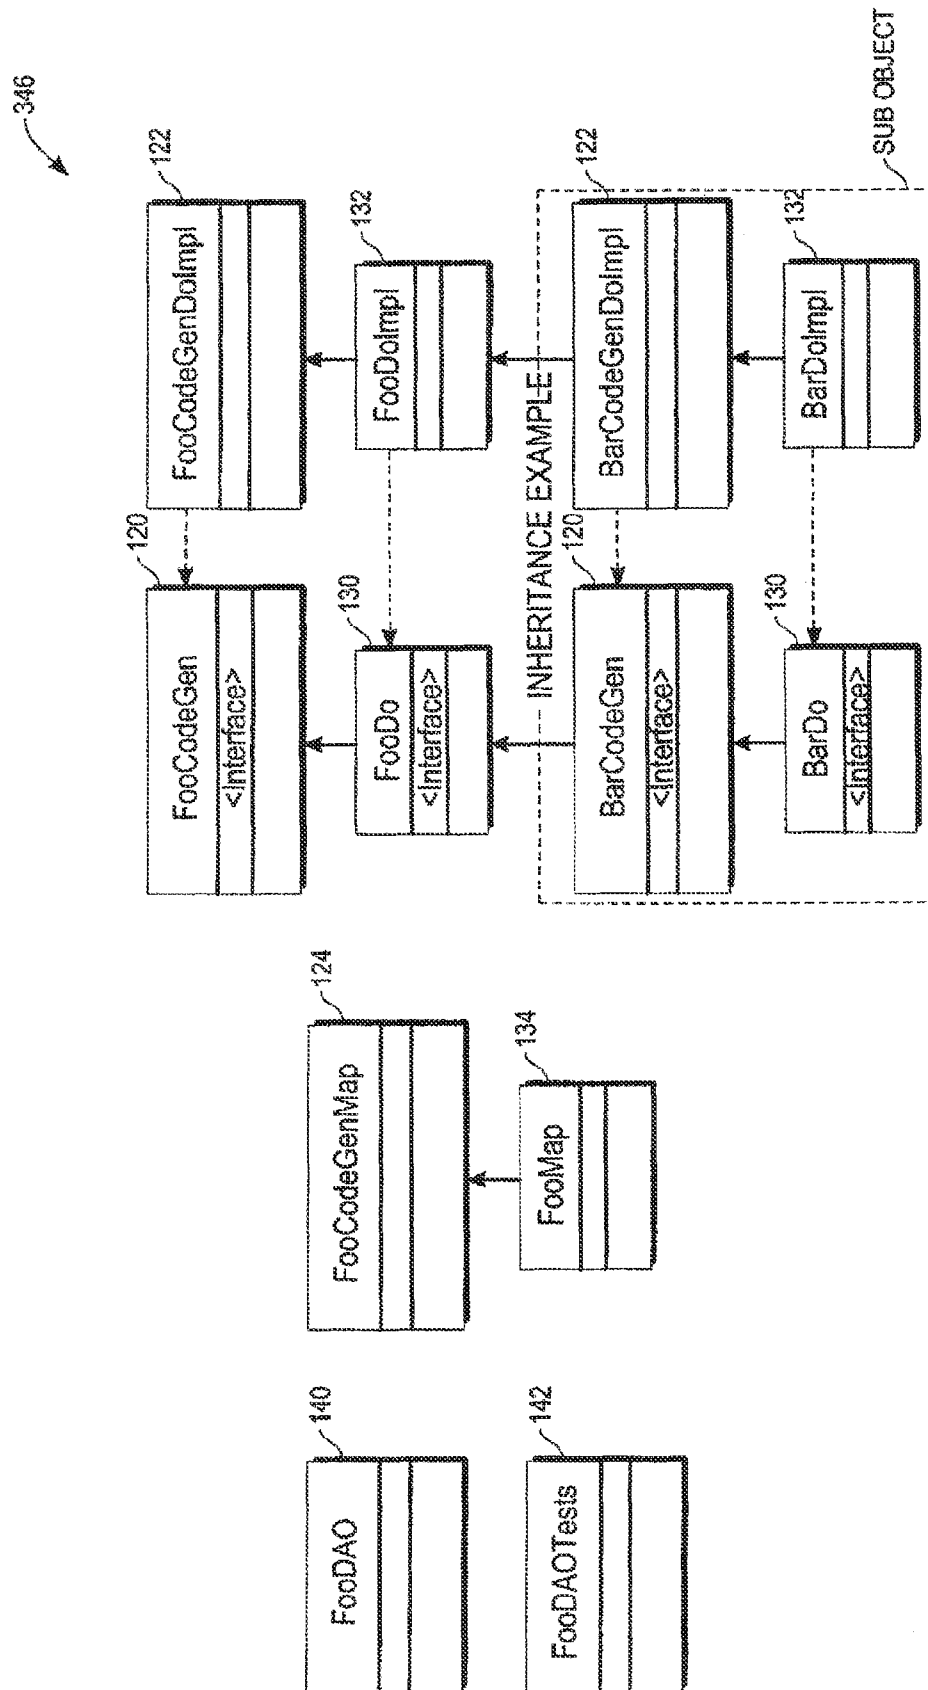 346
FooDAO
140
FooDAOTests
142
FooCodeGenMap
124
FooMap
134
FooCodeGen
<Interface>
120
FooCodeGenDoImpl
122
FooDo
<Interface>
130
FooDoImpl
132
INHERITANCE EXAMPLE
BarCodeGen
<Interface>
120
BarCodeGenDoImpl
122
BarDo
<Interface>
130
BarDoImpl
132
SUB OBJECT